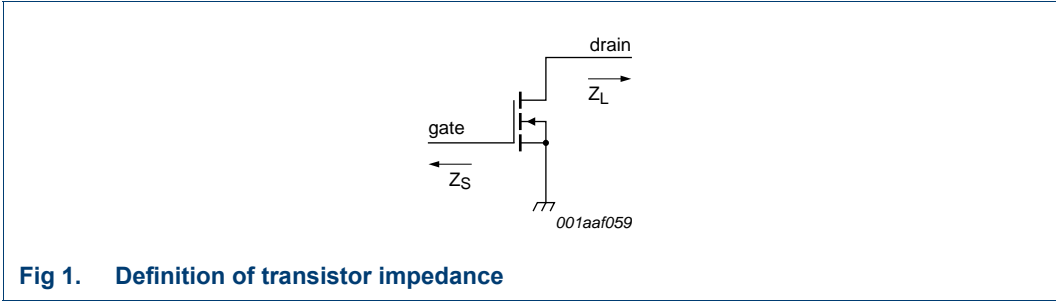 drain
Z_L
gate
Z_S
001aaf059
Fig 1. Definition of transistor impedance